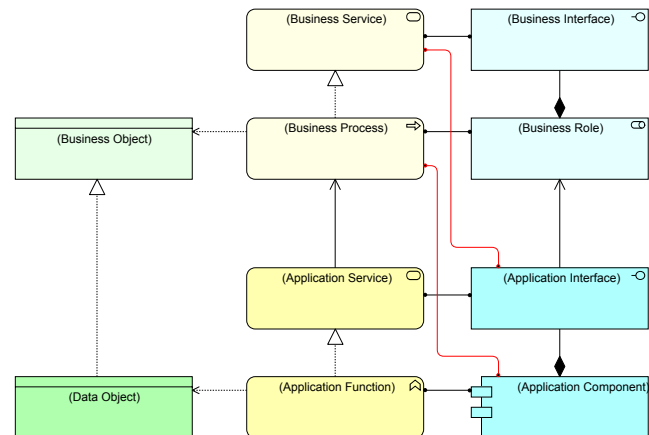 (Business Service)
(Business Interface)
(Business Object)
(Business Process)
(Business Role)
(Application Service)
(Application Interface)
(Data Object)
(Application Function)
(Application Component)